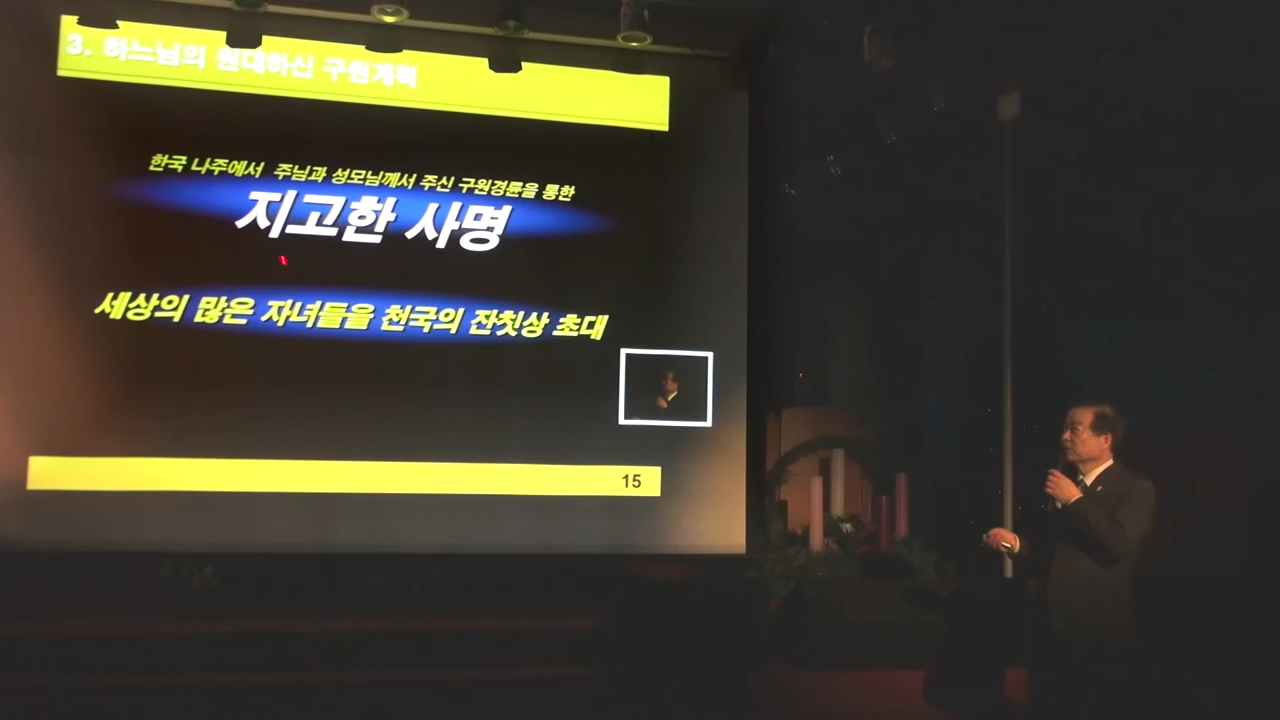 3. 하느님의 원대하신 구원계획
한국 나주에서 주님과 성모님께서 주신 구원경륜을 통한
지고한 사명
세상의 많은 자녀들을 천국의 잔칫상 초대
15